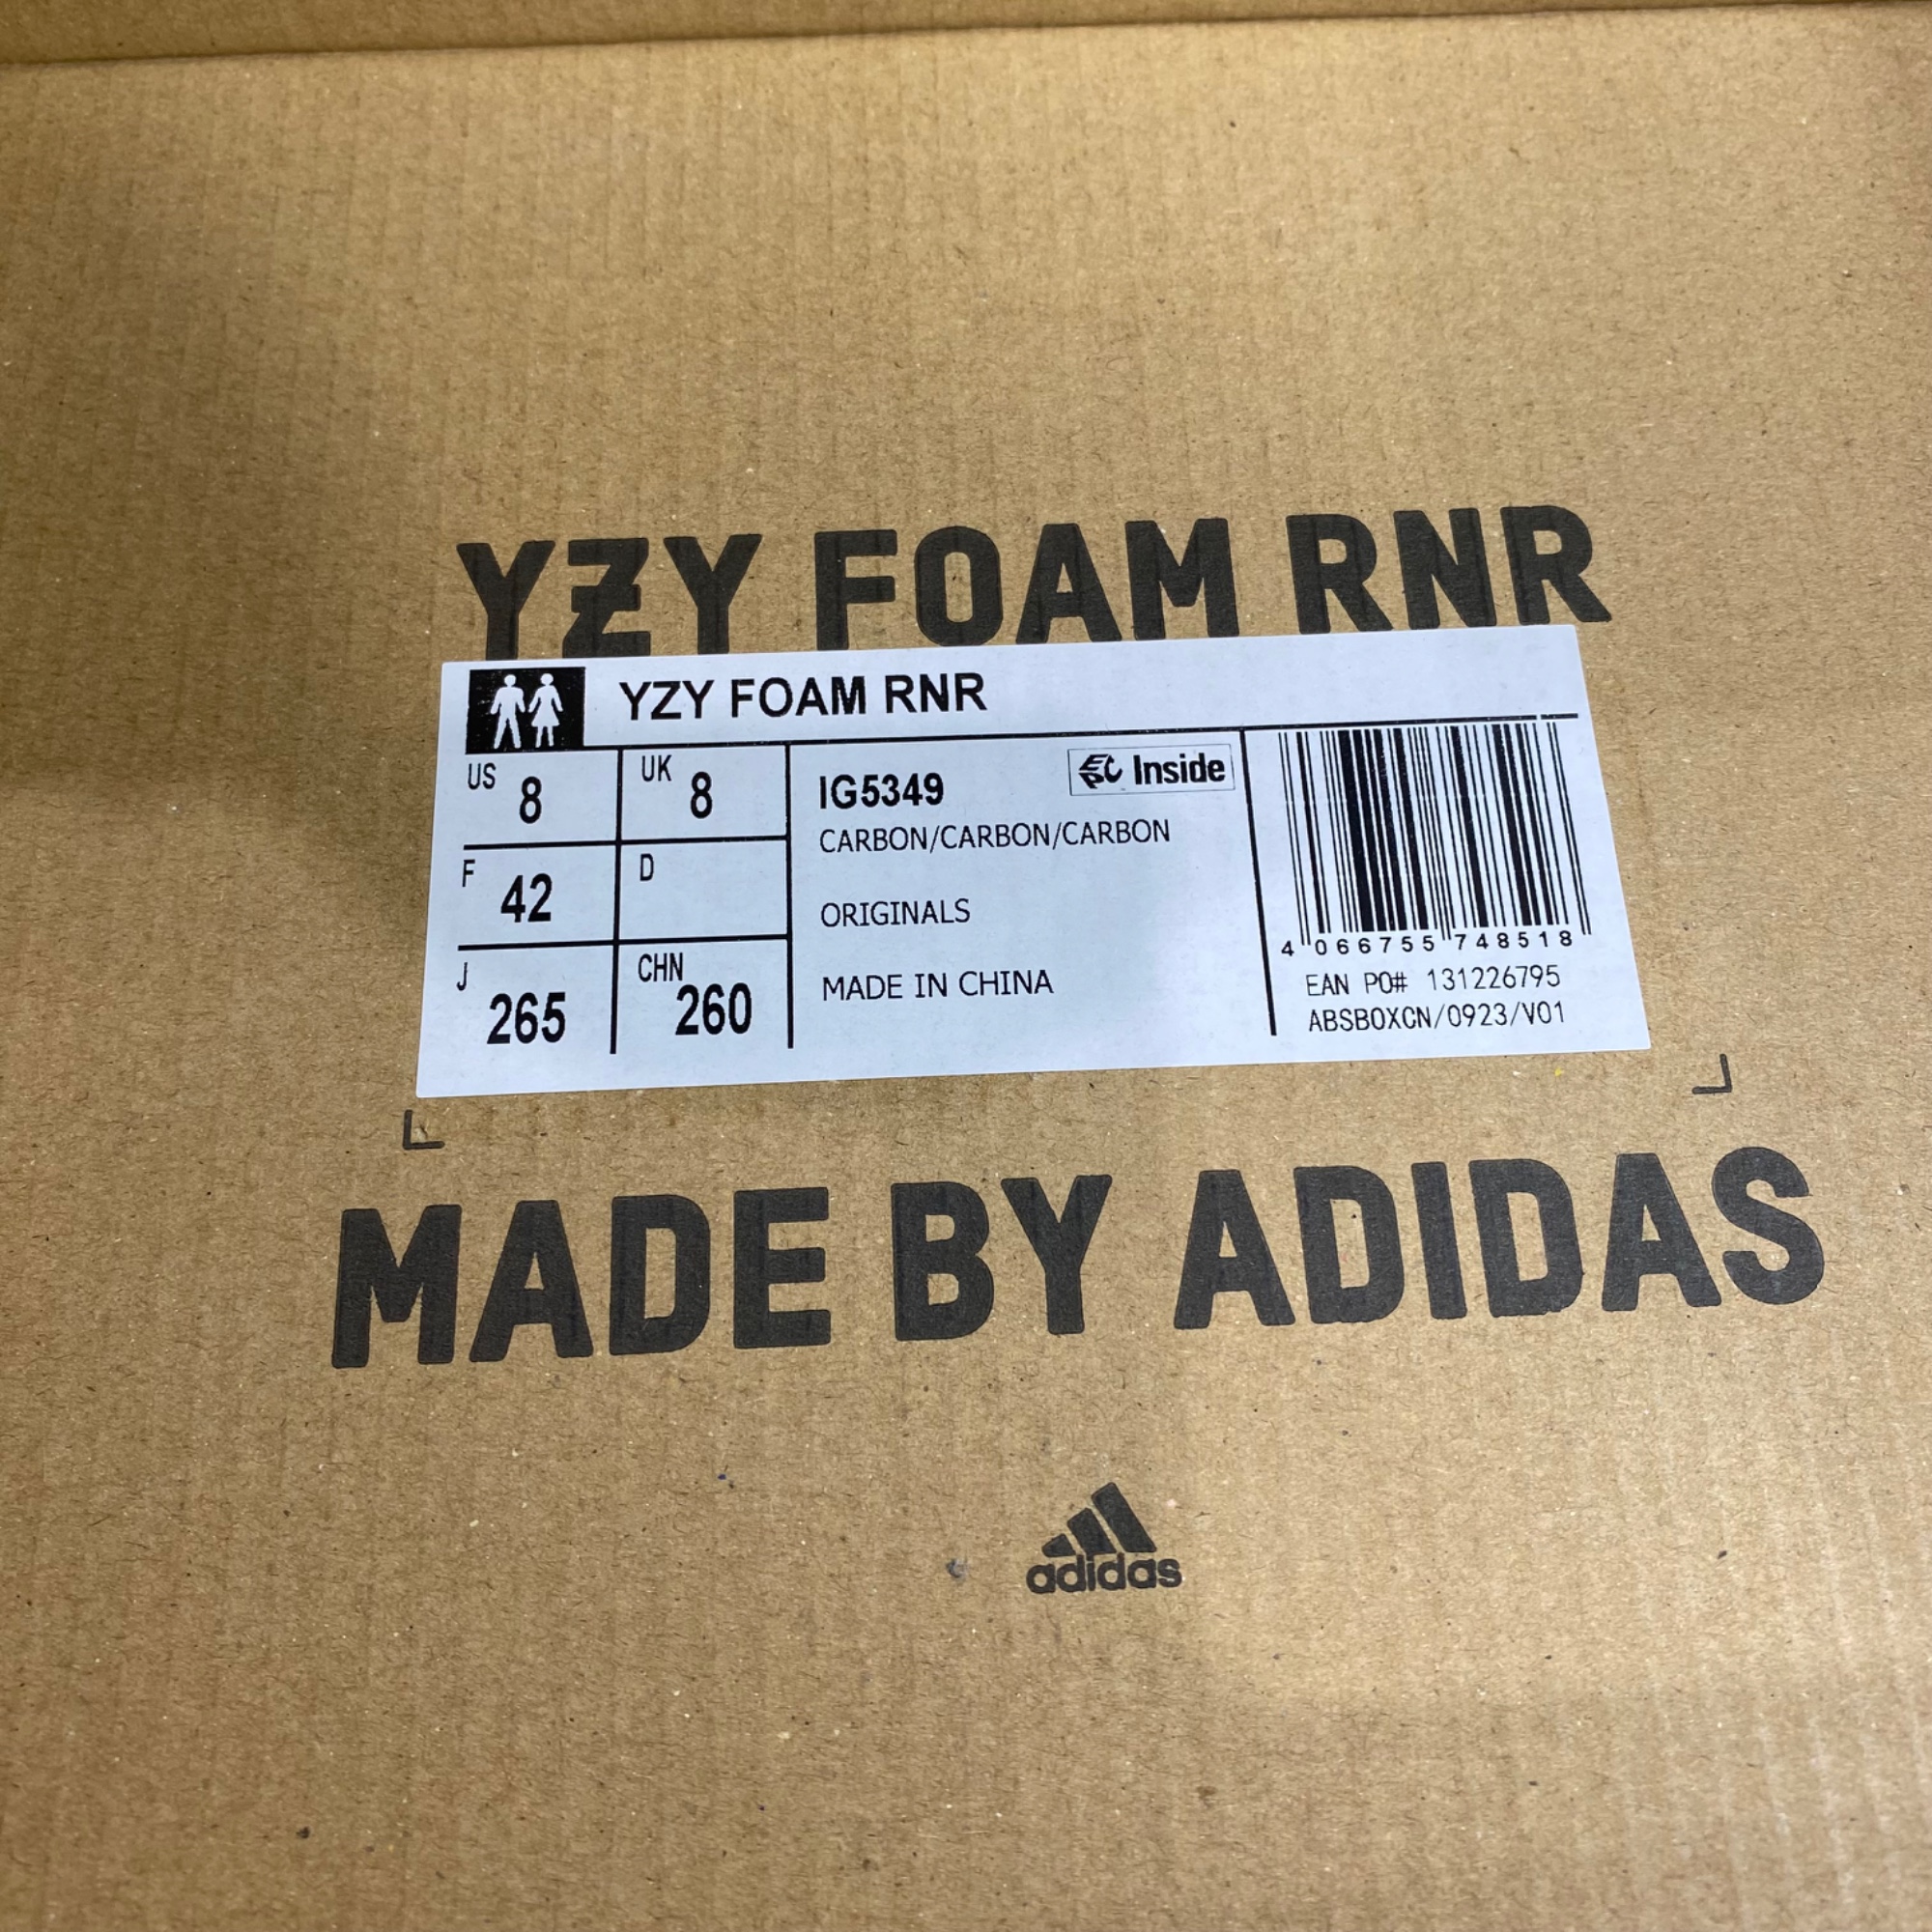 YZY FOAM RNR
YZY FOAM RNR
US 8
UK 8
F 42
D
J 265
CHN 260
IG5349
Inside
CARBON/CARBON/CARBON
ORIGINALS
MADE IN CHINA
4 066755 748518
EAN PO# 131226795
ABSBOXCN/0923/V01
MADE BY ADIDAS
adidas